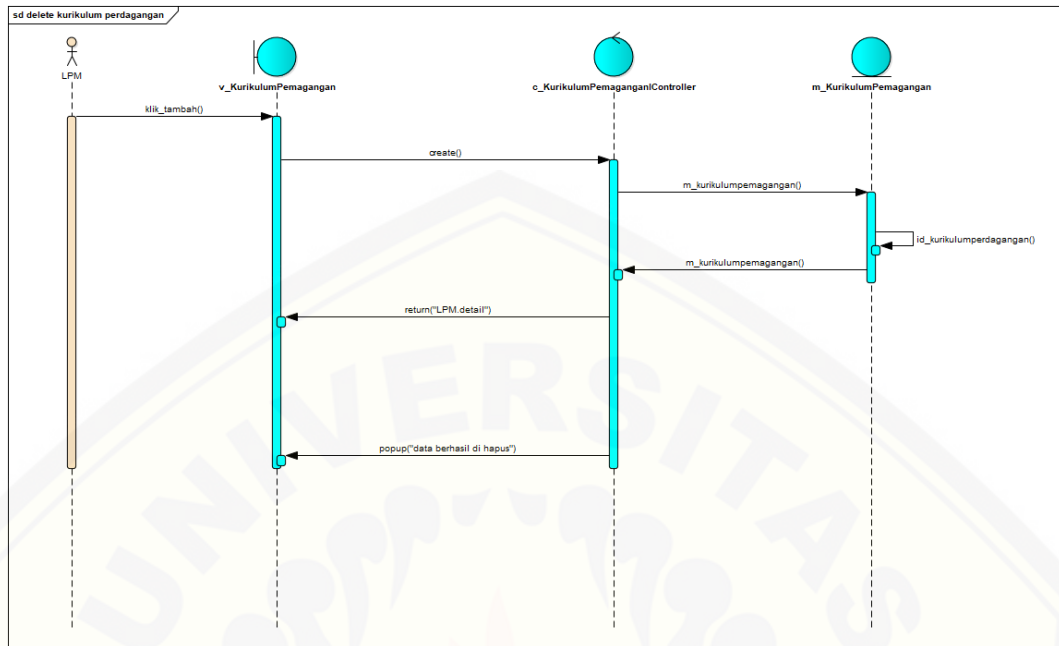 sd delete kurikulum perdagangan
LPM
v_KurikulumPemagangan
c_KurikulumPemaganganIController
m_KurikulumPemagangan
klik_tambah()
create()
m_kurikulumpemagangan()
id_kurikulumperdagangan()
m_kurikulumpemagangan()
return("LPM.detail")
popup("data berhasil di hapus")
UNIVERSITAS